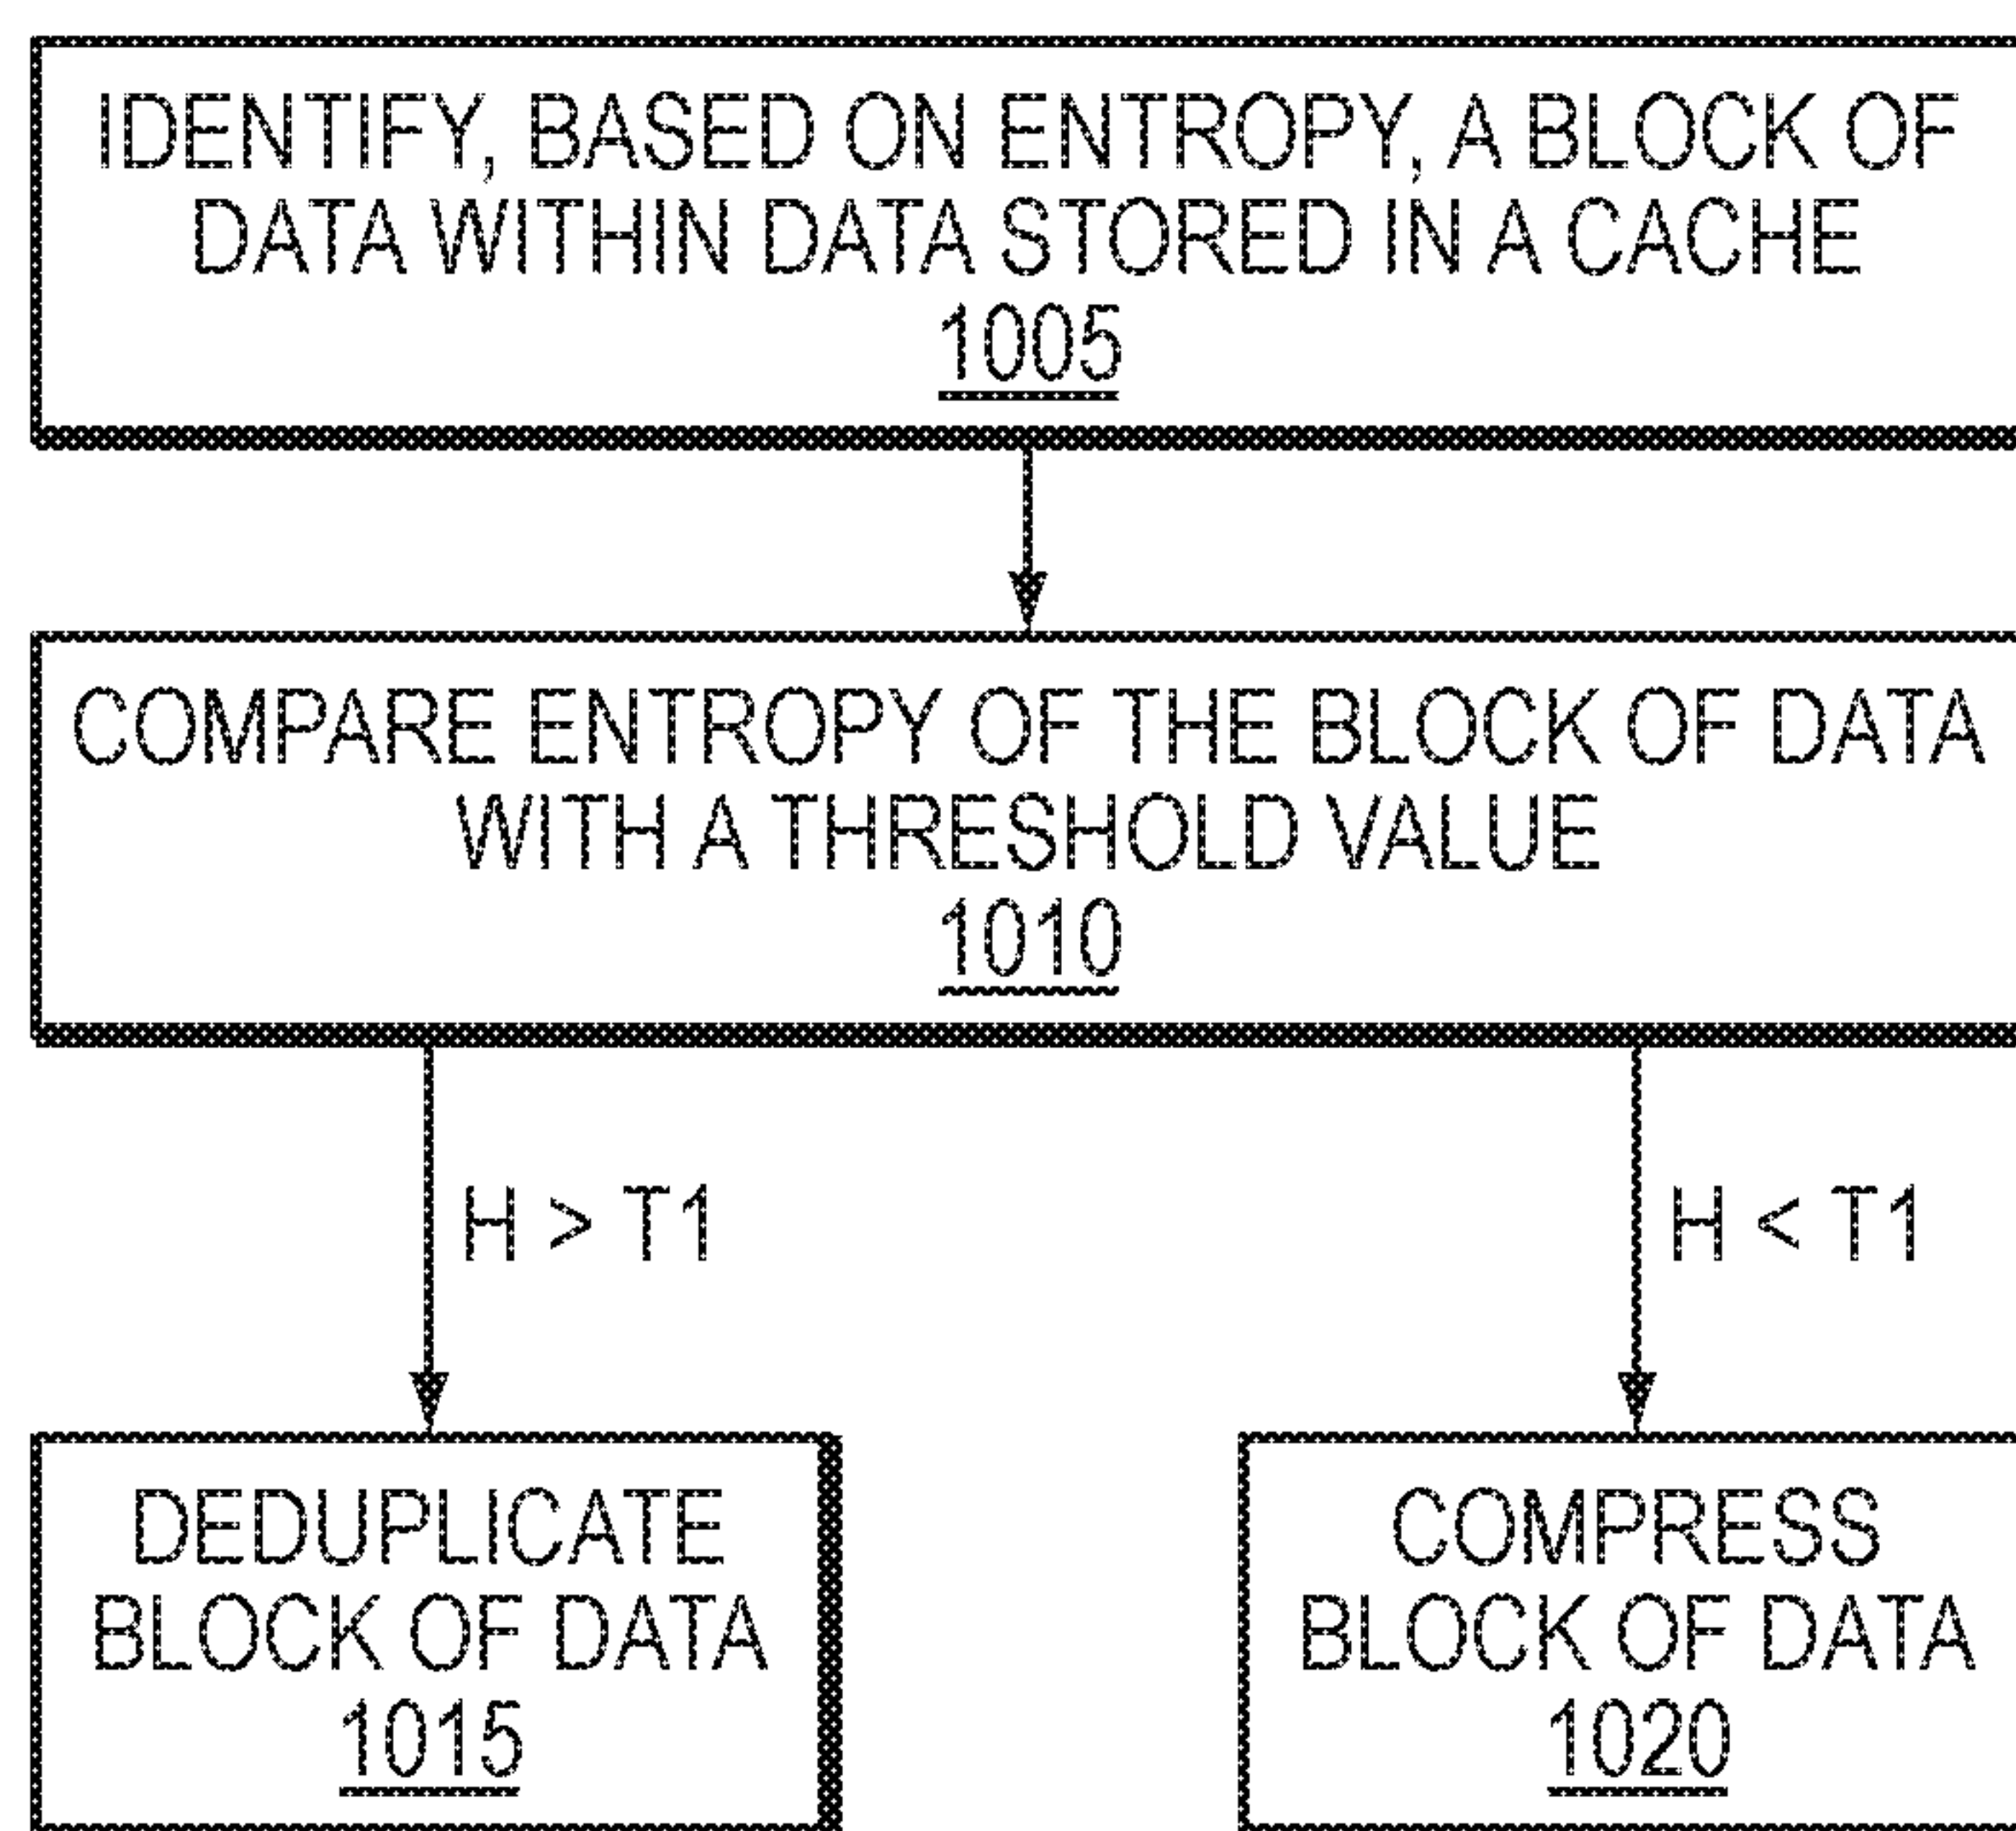 IDENTIFY, BASED ON ENTROPY, A BLOCK OF
DATA WITHIN DATA STORED IN A CACHE
1005
COMPARE ENTROPY OF THE BLOCK OF DATA
WITH A THRESHOLD VALUE
1010
H > T1
H < T1
DEDUPLICATE
BLOCK OF DATA
1015
COMPRESS
BLOCK OF DATA
1020